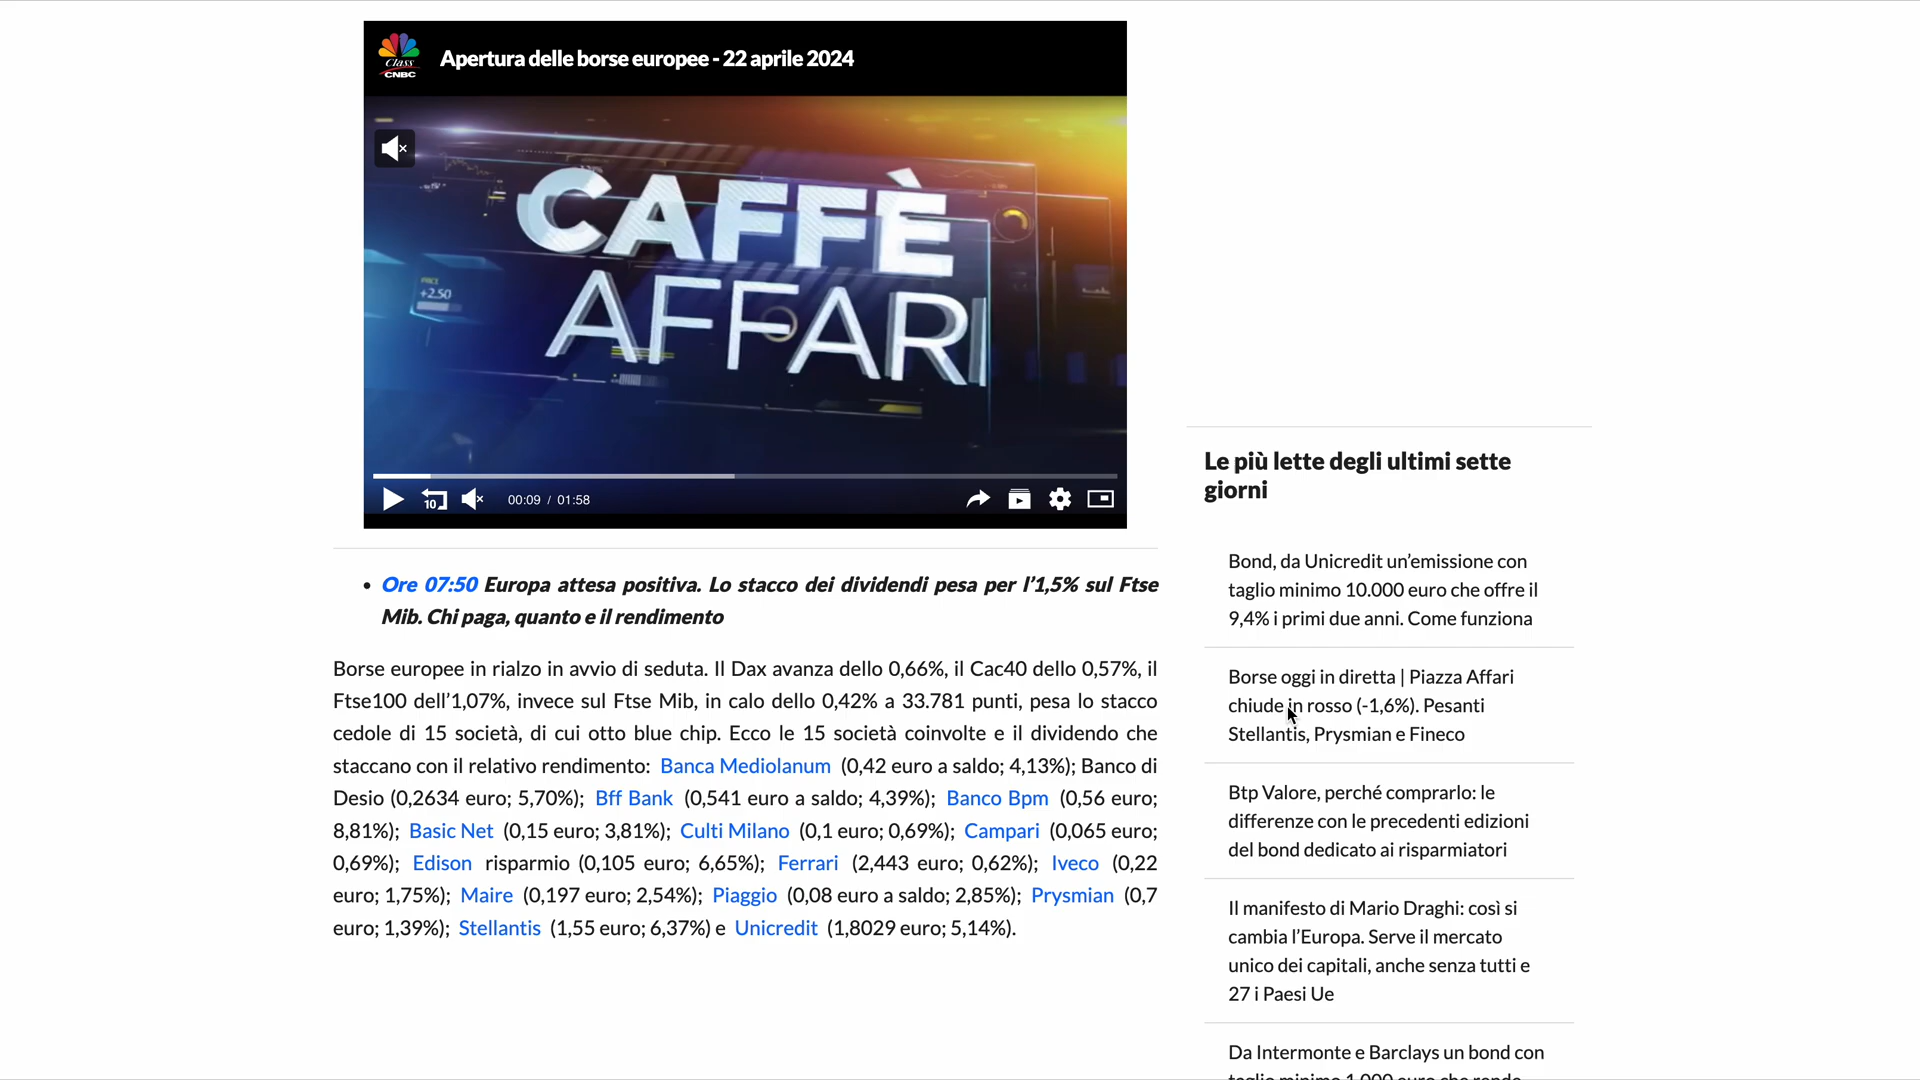 Class
CNBC
Apertura delle borse europee - 22 aprile 2024
CAFFÈ
AFFARI
PRICE
+2.50
10
00:09 / 01:58
Ore 07:50 Europa attesa positiva. Lo stacco dei dividendi pesa per l’1,5% sul Ftse
Mib. Chi paga, quanto e il rendimento
Borse europee in rialzo in avvio di seduta. Il Dax avanza dello 0,66%, il Cac40 dello 0,57%, il
Ftse100 dell’1,07%, invece sul Ftse Mib, in calo dello 0,42% a 33.781 punti, pesa lo stacco
cedole di 15 società, di cui otto blue chip. Ecco le 15 società coinvolte e il dividendo che
staccano con il relativo rendimento: Banca Mediolanum (0,42 euro a saldo; 4,13%); Banco di
Desio (0,2634 euro; 5,70%); Bff Bank (0,541 euro a saldo; 4,39%); Banco Bpm (0,56 euro;
8,81%); Basic Net (0,15 euro; 3,81%); Culti Milano (0,1 euro; 0,69%); Campari (0,065 euro;
0,69%); Edison risparmio (0,105 euro; 6,65%); Ferrari (2,443 euro; 0,62%); Iveco (0,22
euro; 1,75%); Maire (0,197 euro; 2,54%); Piaggio (0,08 euro a saldo; 2,85%); Prysmian (0,7
euro; 1,39%); Stellantis (1,55 euro; 6,37%) e Unicredit (1,8029 euro; 5,14%).
Le più lette degli ultimi sette
giorni
Bond, da Unicredit un’emissione con
taglio minimo 10.000 euro che offre il
9,4% i primi due anni. Come funziona
Borse oggi in diretta | Piazza Affari
chiude in rosso (-1,6%). Pesanti
Stellantis, Prysmian e Fineco
Btp Valore, perché comprarlo: le
differenze con le precedenti edizioni
del bond dedicato ai risparmiatori
Il manifesto di Mario Draghi: così si
cambia l’Europa. Serve il mercato
unico dei capitali, anche senza tutti e
27 i Paesi Ue
Da Intermonte e Barclays un bond con
taglio minimo 1.000 euro che rende